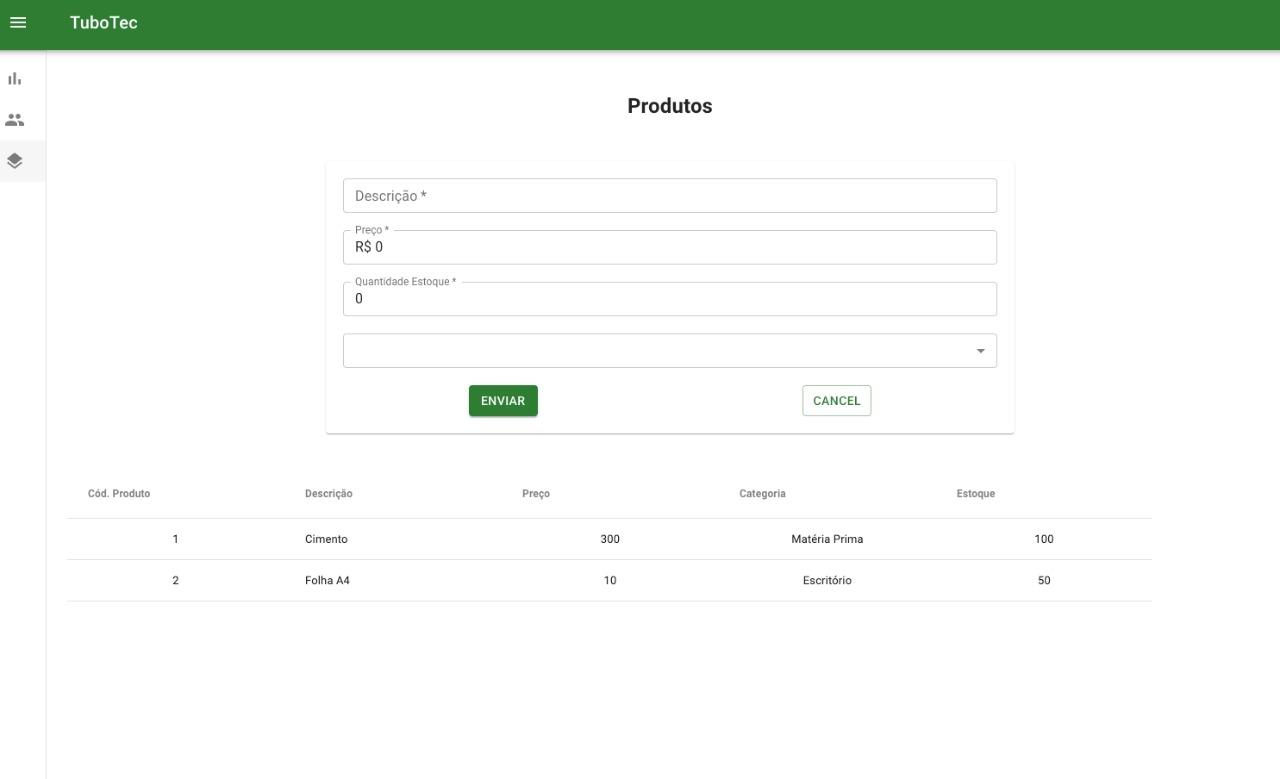 TuboTec
Produtos
Descrição *
Preço *
R$ 0
Quantidade Estoque *
0
ENVIAR CANCEL
Cód. Produto Descrição Preço Categoria Estoque
1 Cimento 300 Matéria Prima 100
2 Folha A4 10 Escritório 50